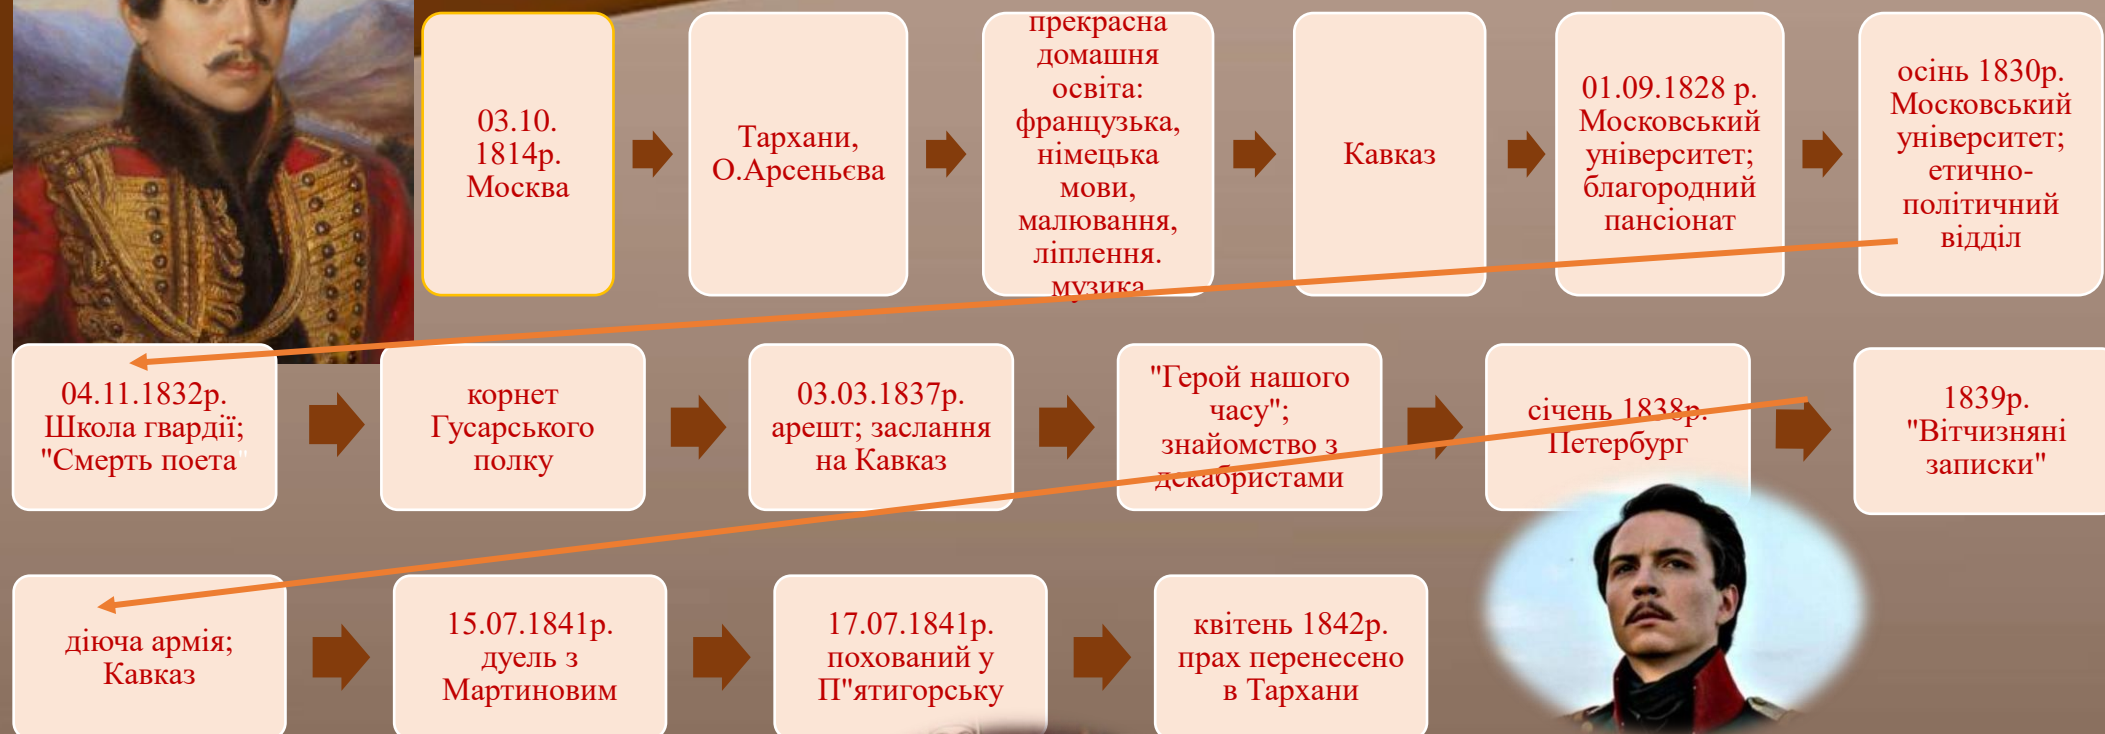 03.10.
1814р.
Москва
Тархани,
О.Арсеньєва
прекрасна
домашня
освіта:
французька,
німецька
мови,
малювання,
ліплення.
музика
Кавказ
01.09.1828 р.
Московський
університет;
благородний
пансіонат
осінь 1830р.
Московський
університет;
етично-
політичний
відділ
04.11.1832р.
Школа гвардії;
"Смерть поета"
корнет
Гусарського
полку
03.03.1837р.
арешт; заслання
на Кавказ
"Герой нашого
часу";
знайомство з
декабристами
січень 1838р.
Петербург
1839р.
"Вітчизняні
записки"
діюча армія;
Кавказ
15.07.1841р.
дуель з
Мартиновим
17.07.1841р.
похований у
П"ятигорську
квітень 1842р.
прах перенесено
в Тархани